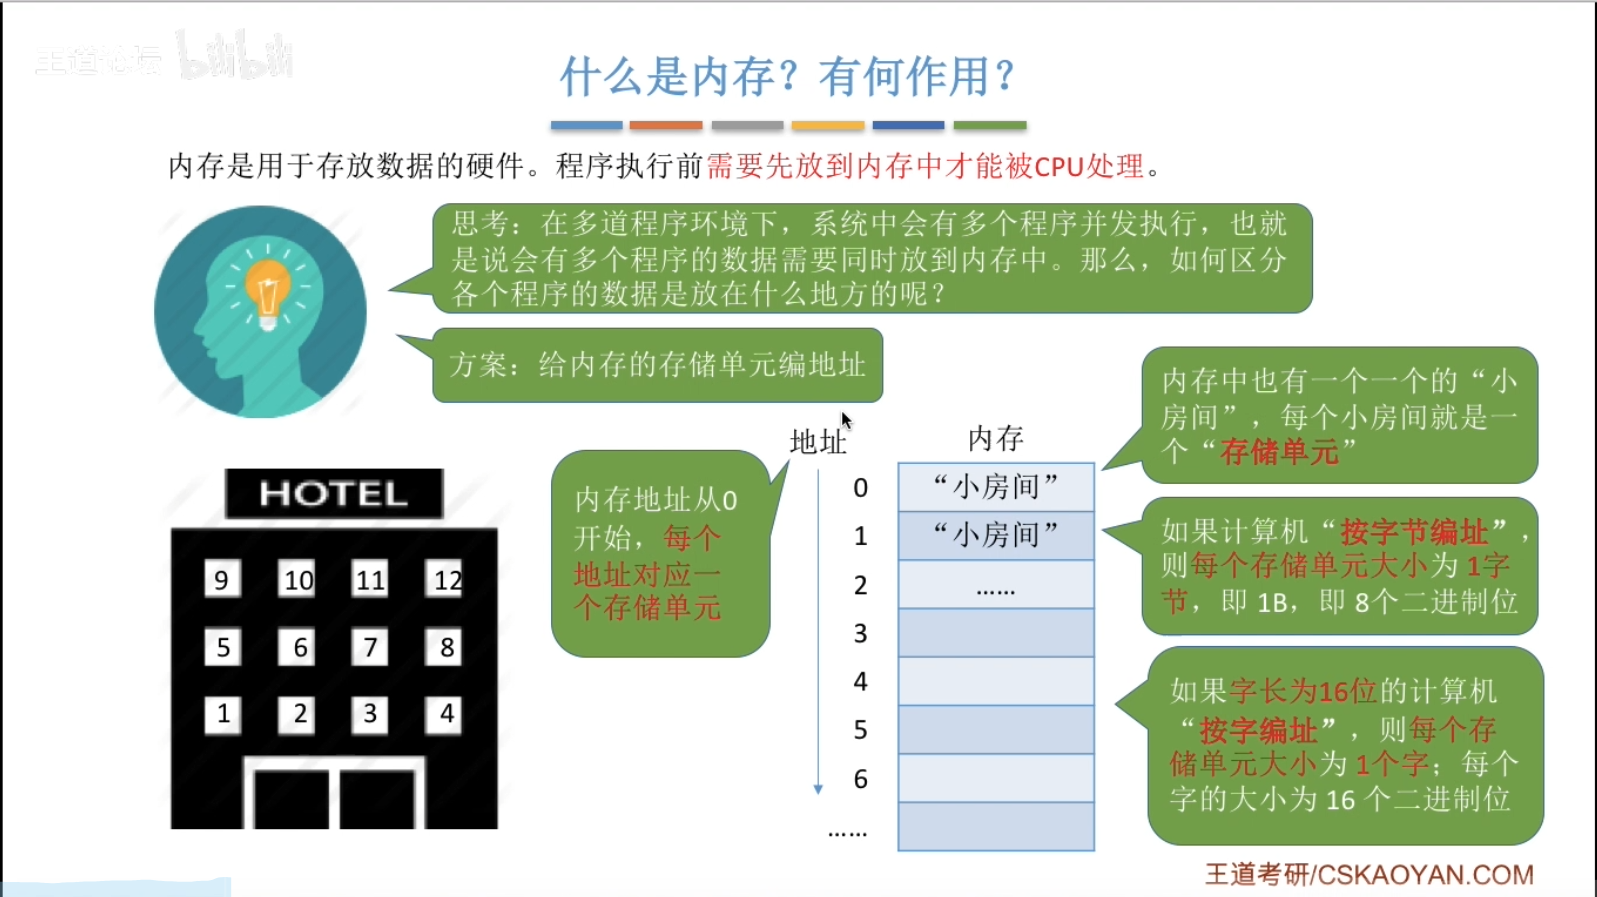 王道论坛 bilibili
什么是内存？有何作用？
内存是用于存放数据的硬件。程序执行前需要先放到内存中才能被CPU处理。
思考：在多道程序环境下，系统中会有多个程序并发执行，也就
是说会有多个程序的数据需要同时放到内存中。那么，如何区分
各个程序的数据是放在什么地方的呢？
方案：给内存的存储单元编地址
HOTEL
9 10 11 12
5 6 7 8
1 2 3 4
内存地址从0
开始，每个
地址对应一
个存储单元
地址
内存
0 “小房间”
1 “小房间”
2 ……
3
4
5
6
……
内存中也有一个一个的“小
房间”，每个小房间就是一
个“存储单元”
如果计算机“按字节编址”，
则每个存储单元大小为 1字
节，即 1B，即 8个二进制位
如果字长为16位的计算机
“按字编址”，则每个存
储单元大小为 1个字；每个
字的大小为 16 个二进制位
王道考研/CSKAOYAN.COM